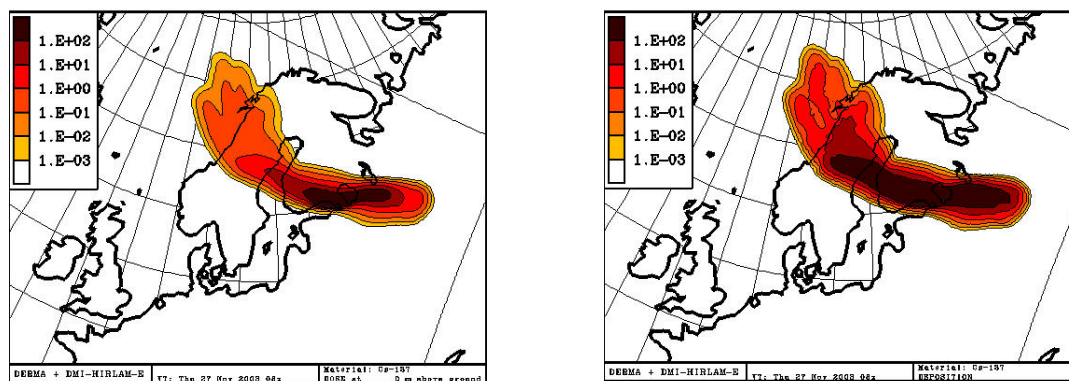 1.E+02
1.E+01
1.E+00
1.E-01
1.E-02
1.E-03
DERMA + DMI-HIRLAM-E
VT: Thu 27 Nov 2003 06z
Material: Cs-137
DOSE at 0 m above ground
1.E+02
1.E+01
1.E+00
1.E-01
1.E-02
1.E-03
DERMA + DMI-HIRLAM-E
VT: Thu 27 Nov 2003 06z
Material: Cs-137
DEPOSITION